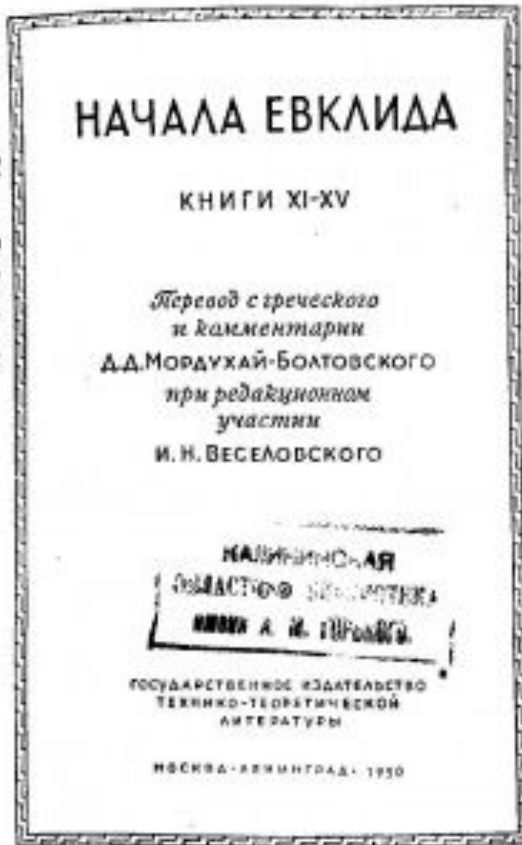 НАЧАЛА ЕВКЛИДА
КНИГИ XI-XV
Перевод с греческого
и комментарии
Д.Д.МОРДУХАЙ-БОЛТОВСКОГО
при редакционном
участии
И.Н.ВЕСЕЛОВСКОГО
КАЛИНИНСКАЯ
А. М.
ГОСУДАРСТВЕННОЕ ИЗДАТЕЛЬСТВО
ТЕХНИКО-ТЕОРЕТИЧЕСКОЙ
ЛИТЕРАТУРЫ
МОСКВА-ЛЕНИНГРАД· 1950